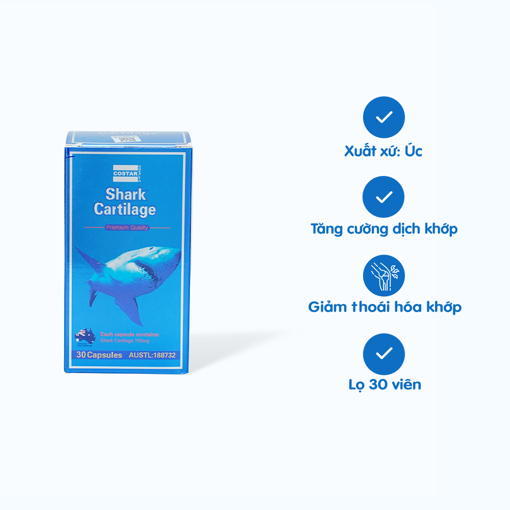 COSTAR
Shark
Cartilage
Premium Quality
Each capsule contains:
Shark Cartilage 750mg
30 Capsules AUSTL:188732
Xuất xứ: Úc
Tăng cường dịch khớp
Giảm thoái hóa khớp
Lọ 30 viên